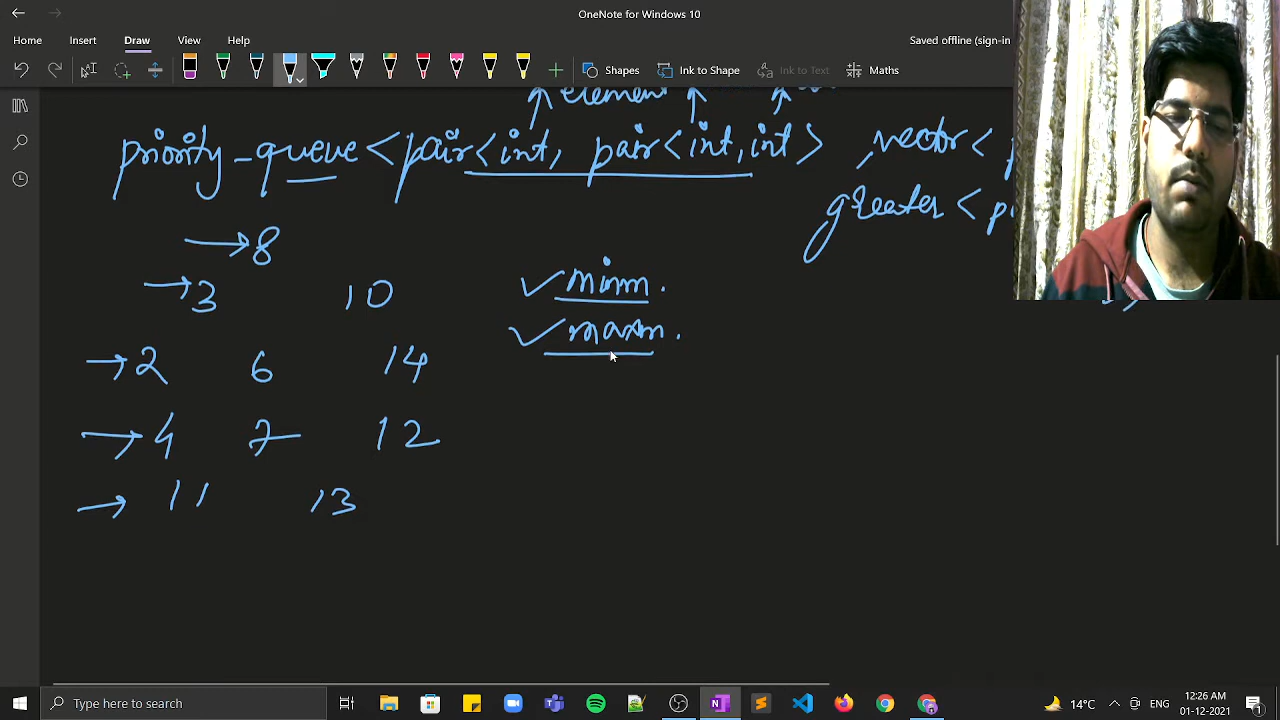 OneNote for Windows 10
Home Insert Draw View Help Saved offline (sign-in
Shapes Ink to Shape Ink to Text Maths
element
priority_queue<pair<int, pair<int,int> ,vector<
greater<
→8
→3 10
→2 6 14
→4 7 12
→11 13
✓minm.
✓maxm.
Type here to search 14°C ENG 12:26 AM
01-12-2021